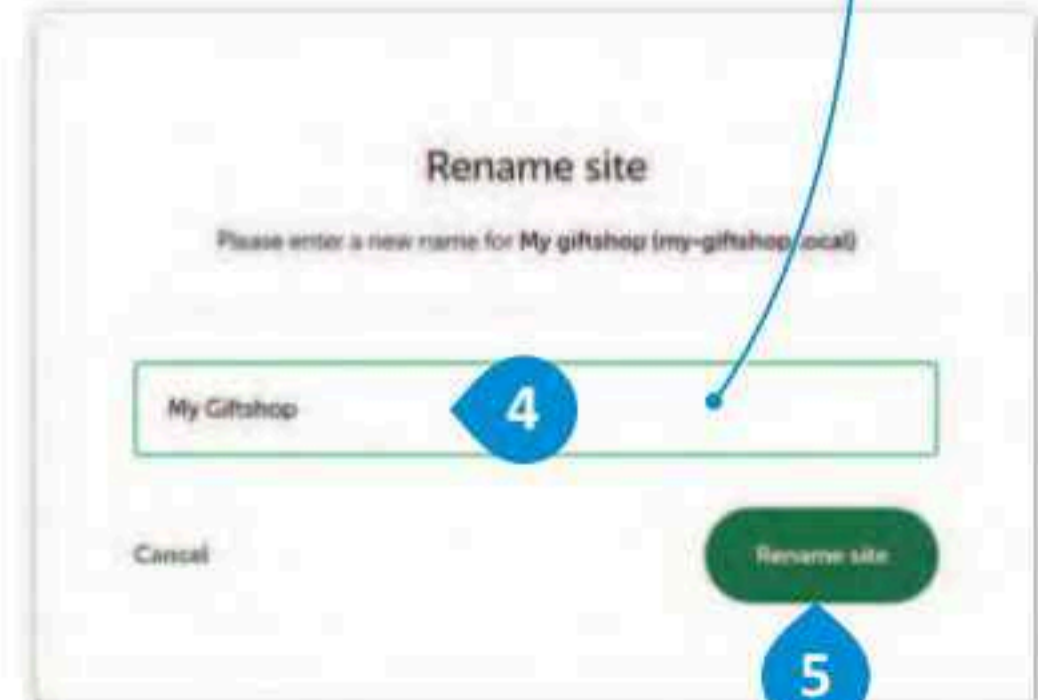 Rename site
Please enter a new name for My giftshop (my-giftshop.local)
My Giftshop
4
Cancel
Rename site
5